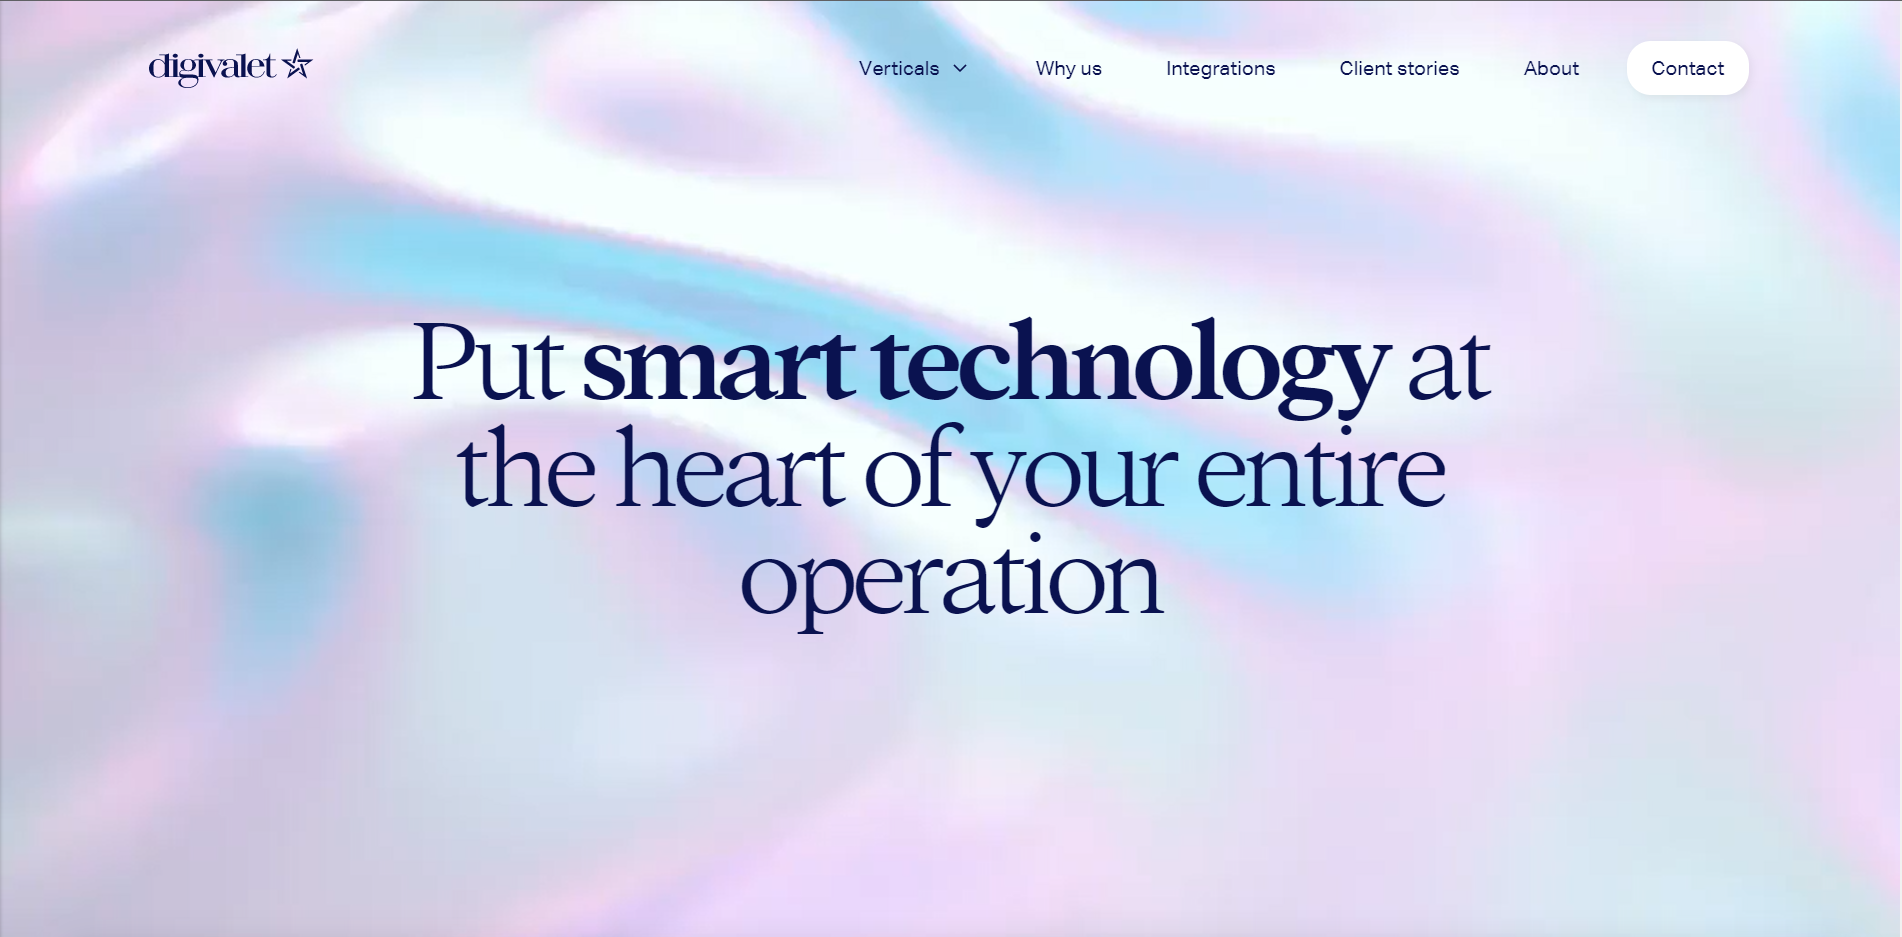 digivalet
Verticals
Why us
Integrations
Client stories
About
Contact
Put smart technology at
the heart of your entire
operation